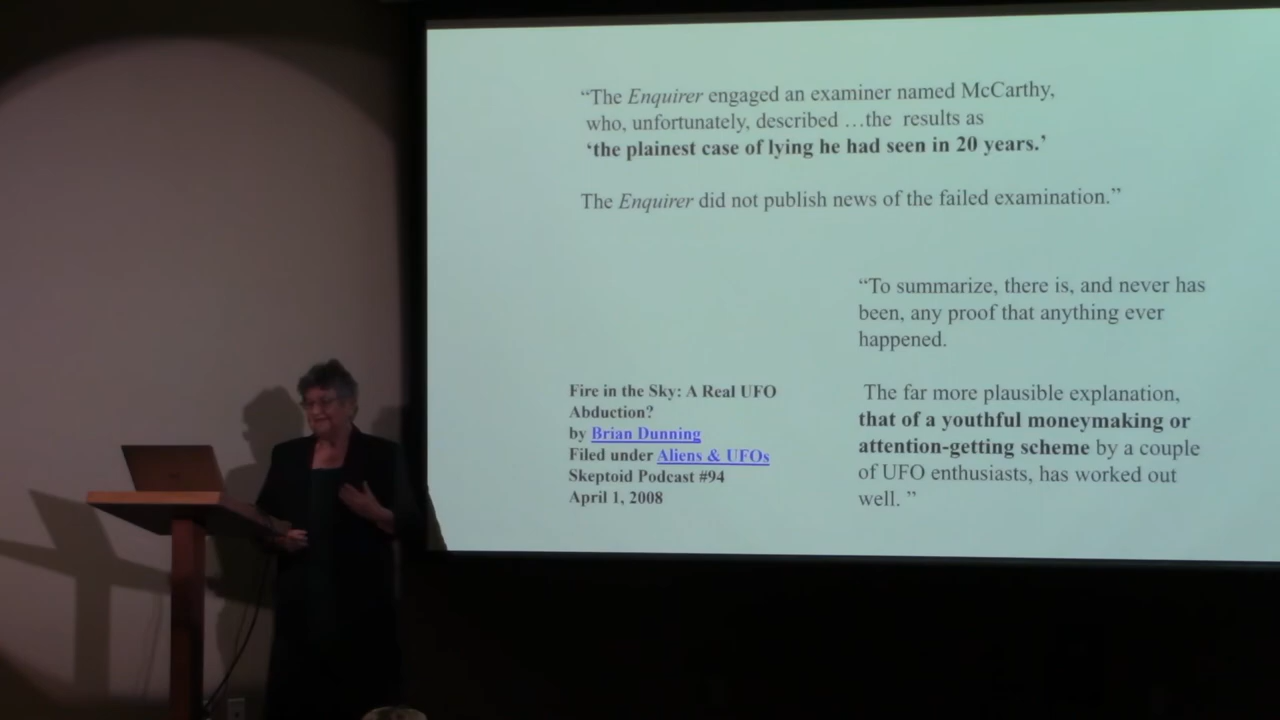 “The Enquirer engaged an examiner named McCarthy,
who, unfortunately, described …the results as
‘the plainest case of lying he had seen in 20 years.’
The Enquirer did not publish news of the failed examination.”
“To summarize, there is, and never has
been, any proof that anything ever
happened.
The far more plausible explanation,
that of a youthful moneymaking or
attention-getting scheme by a couple
of UFO enthusiasts, has worked out
well. ”
Fire in the Sky: A Real UFO
Abduction?
by Brian Dunning
Filed under Aliens & UFOs
Skeptoid Podcast #94
April 1, 2008